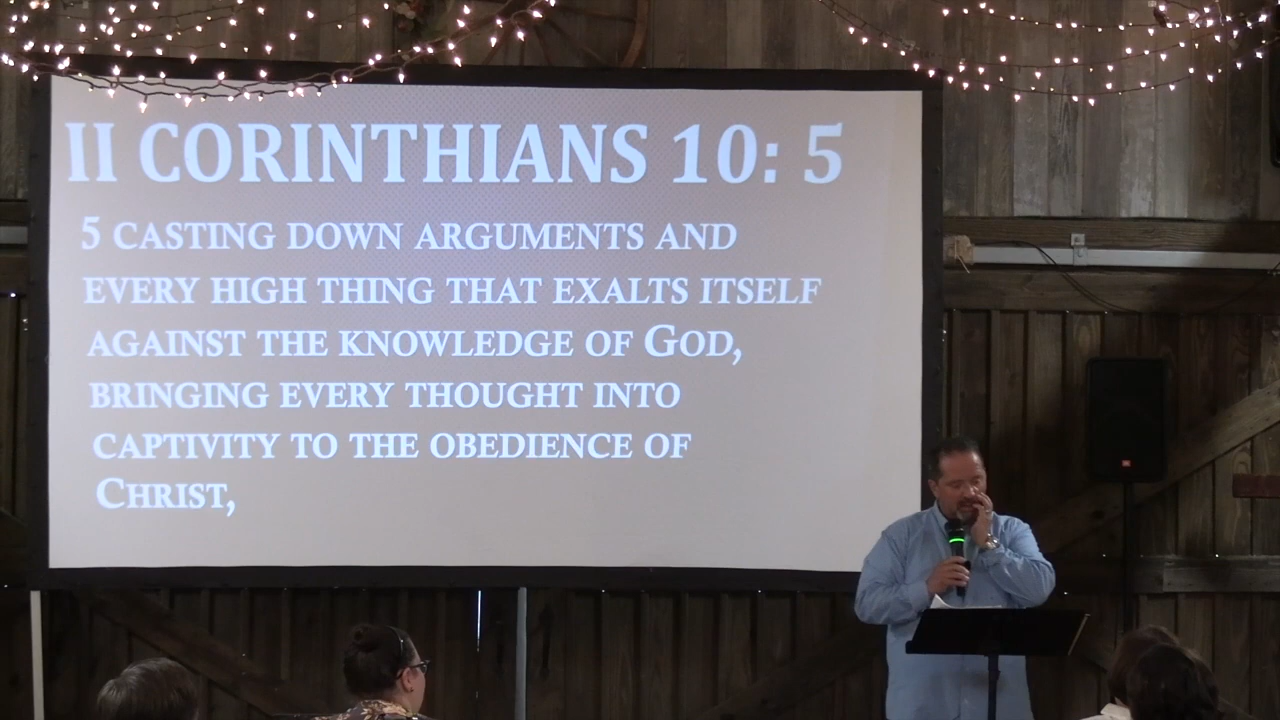 II CORINTHIANS 10: 5
5 CASTING DOWN ARGUMENTS AND
EVERY HIGH THING THAT EXALTS ITSELF
AGAINST THE KNOWLEDGE OF GOD,
BRINGING EVERY THOUGHT INTO
CAPTIVITY TO THE OBEDIENCE OF
CHRIST,